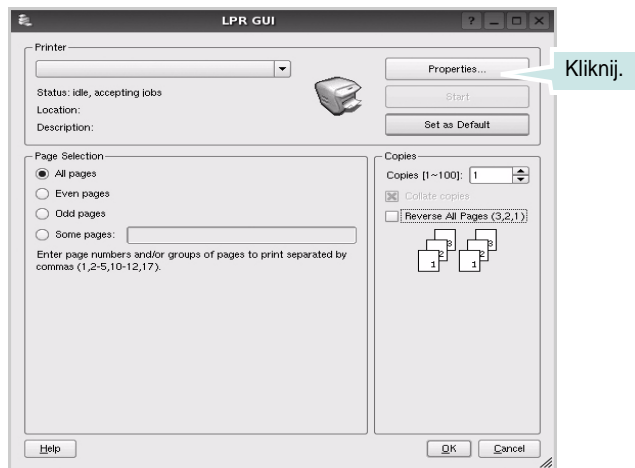 LPR GUI
Printer
Properties...
Kliknij.
Status: idle, accepting jobs
Start
Location:
Description:
Set as Default
Page Selection
All pages
Even pages
Odd pages
Some pages:
Enter page numbers and/or groups of pages to print separated by
commas (1,2-5,10-12,17).
Copies
Copies [1~100]: 1
Collate copies
Reverse All Pages (3,2,1)
1 2 3 1 2 3
Help
OK
Cancel